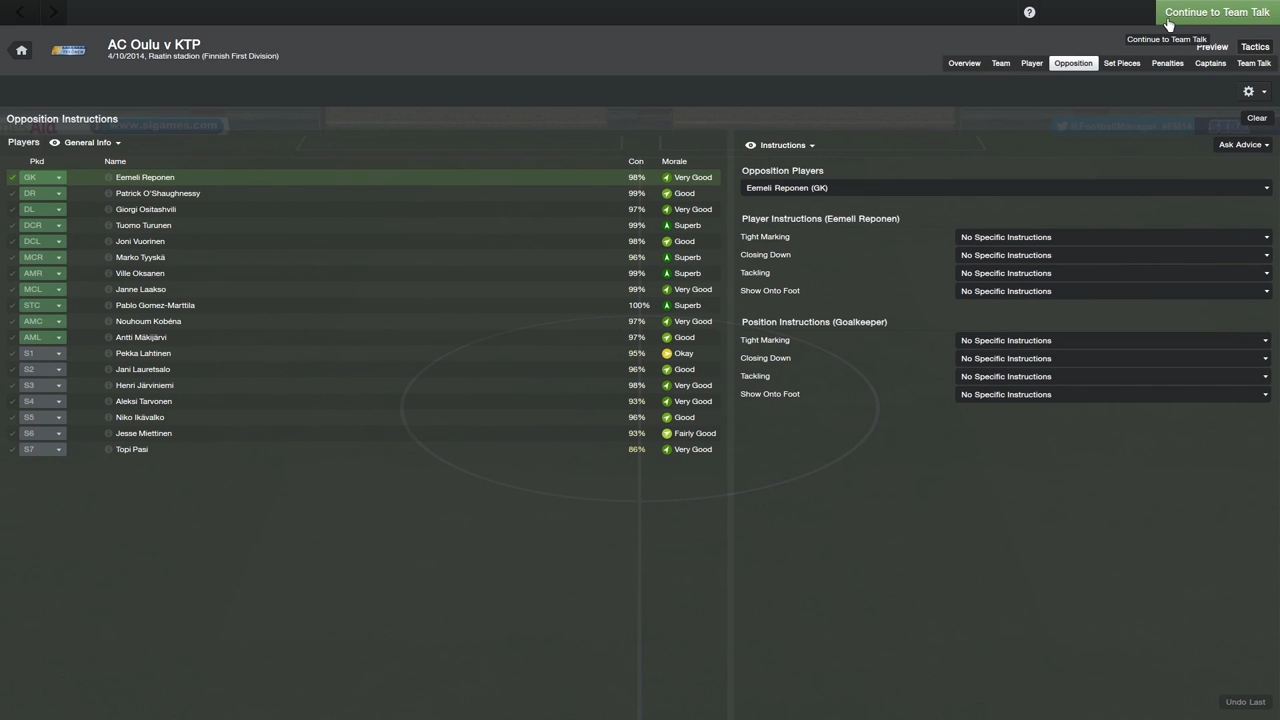 Continue to Team Talk
AC Oulu v KTP
4/10/2014, Raatin stadion (Finnish First Division)
Continue to Team Talk
Preview Tactics
Overview Team Player Opposition Set Pieces Penalties Captains Team Talk
Opposition Instructions
www.sigames.com
Clear
Players General Info
Instructions
Ask Advice
Pkd Name Con Morale
GK Eemeli Reponen 98% Very Good
DR Patrick O'Shaughnessy 99% Good
DL Giorgi Ositashvili 97% Very Good
DCR Tuomo Turunen 99% Superb
DCL Joni Vuorinen 98% Good
MCR Marko Tyyskä 96% Superb
AMR Ville Oksanen 99% Superb
MCL Janne Laakso 99% Very Good
STC Pablo Gomez-Marttila 100% Superb
AMC Nouhoum Kobéna 97% Very Good
AML Antti Mäkijärvi 97% Good
S1 Pekka Lahtinen 95% Okay
S2 Jani Lauretsalo 96% Good
S3 Henri Järviniemi 98% Very Good
S4 Aleksi Tarvonen 93% Very Good
S5 Niko Ikävalko 96% Good
S6 Jesse Miettinen 93% Fairly Good
S7 Topi Pasi 86% Very Good
Opposition Players
Eemeli Reponen (GK)
Player Instructions (Eemeli Reponen)
Tight Marking No Specific Instructions
Closing Down No Specific Instructions
Tackling No Specific Instructions
Show Onto Foot No Specific Instructions
Position Instructions (Goalkeeper)
Tight Marking No Specific Instructions
Closing Down No Specific Instructions
Tackling No Specific Instructions
Show Onto Foot No Specific Instructions
Undo Last